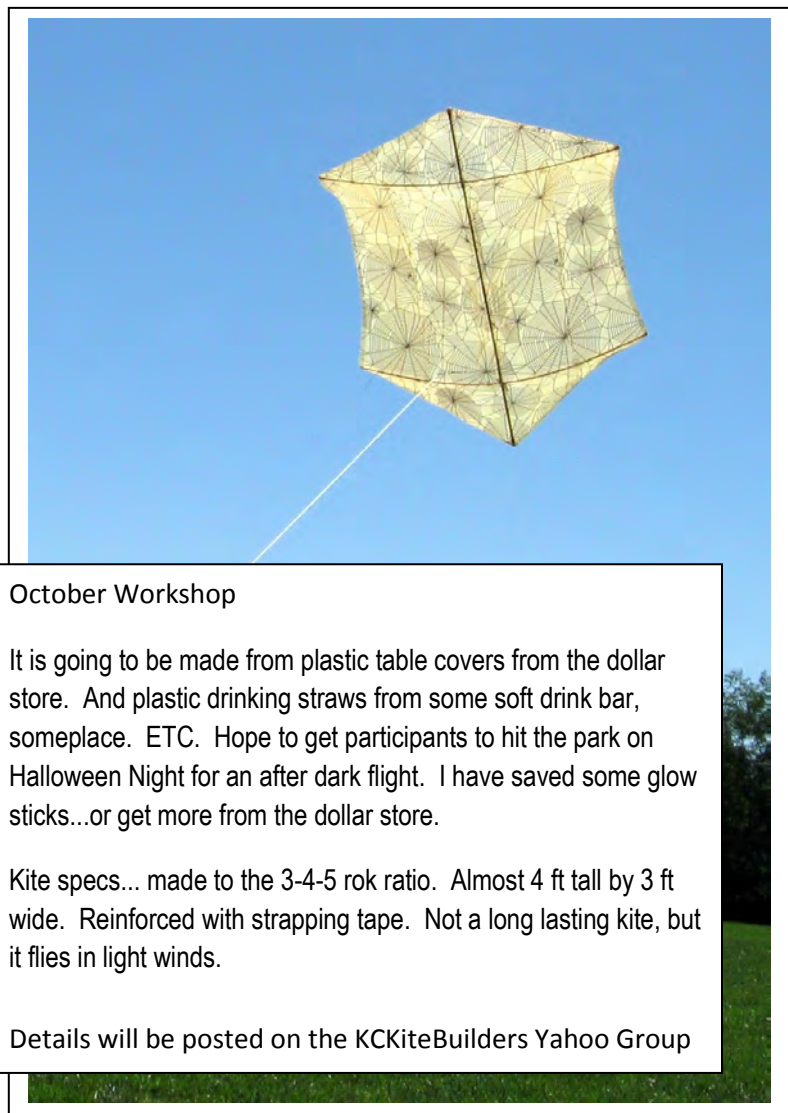 October Workshop
It is going to be made from plastic table covers from the dollar
store.  And plastic drinking straws from some soft drink bar,
someplace.  ETC.  Hope to get participants to hit the park on
Halloween Night for an after dark flight.  I have saved some glow
sticks...or get more from the dollar store.
Kite specs... made to the 3-4-5 rok ratio.  Almost 4 ft tall by 3 ft
wide.  Reinforced with strapping tape.  Not a long lasting kite, but
it flies in light winds.
Details will be posted on the KCKiteBuilders Yahoo Group